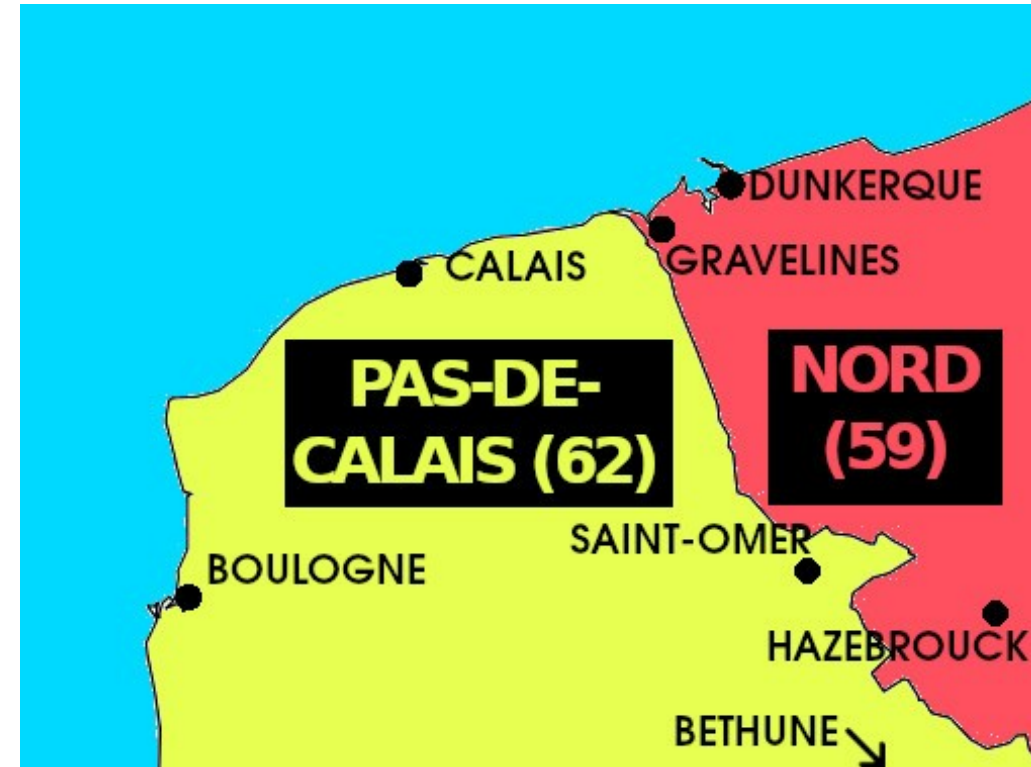 DUNKERQUE
GRAVELINES
CALAIS
PAS-DE-
CALAIS (62)
NORD
(59)
SAINT-OMER
BOULOGNE
HAZEBROUCK
BETHUNE